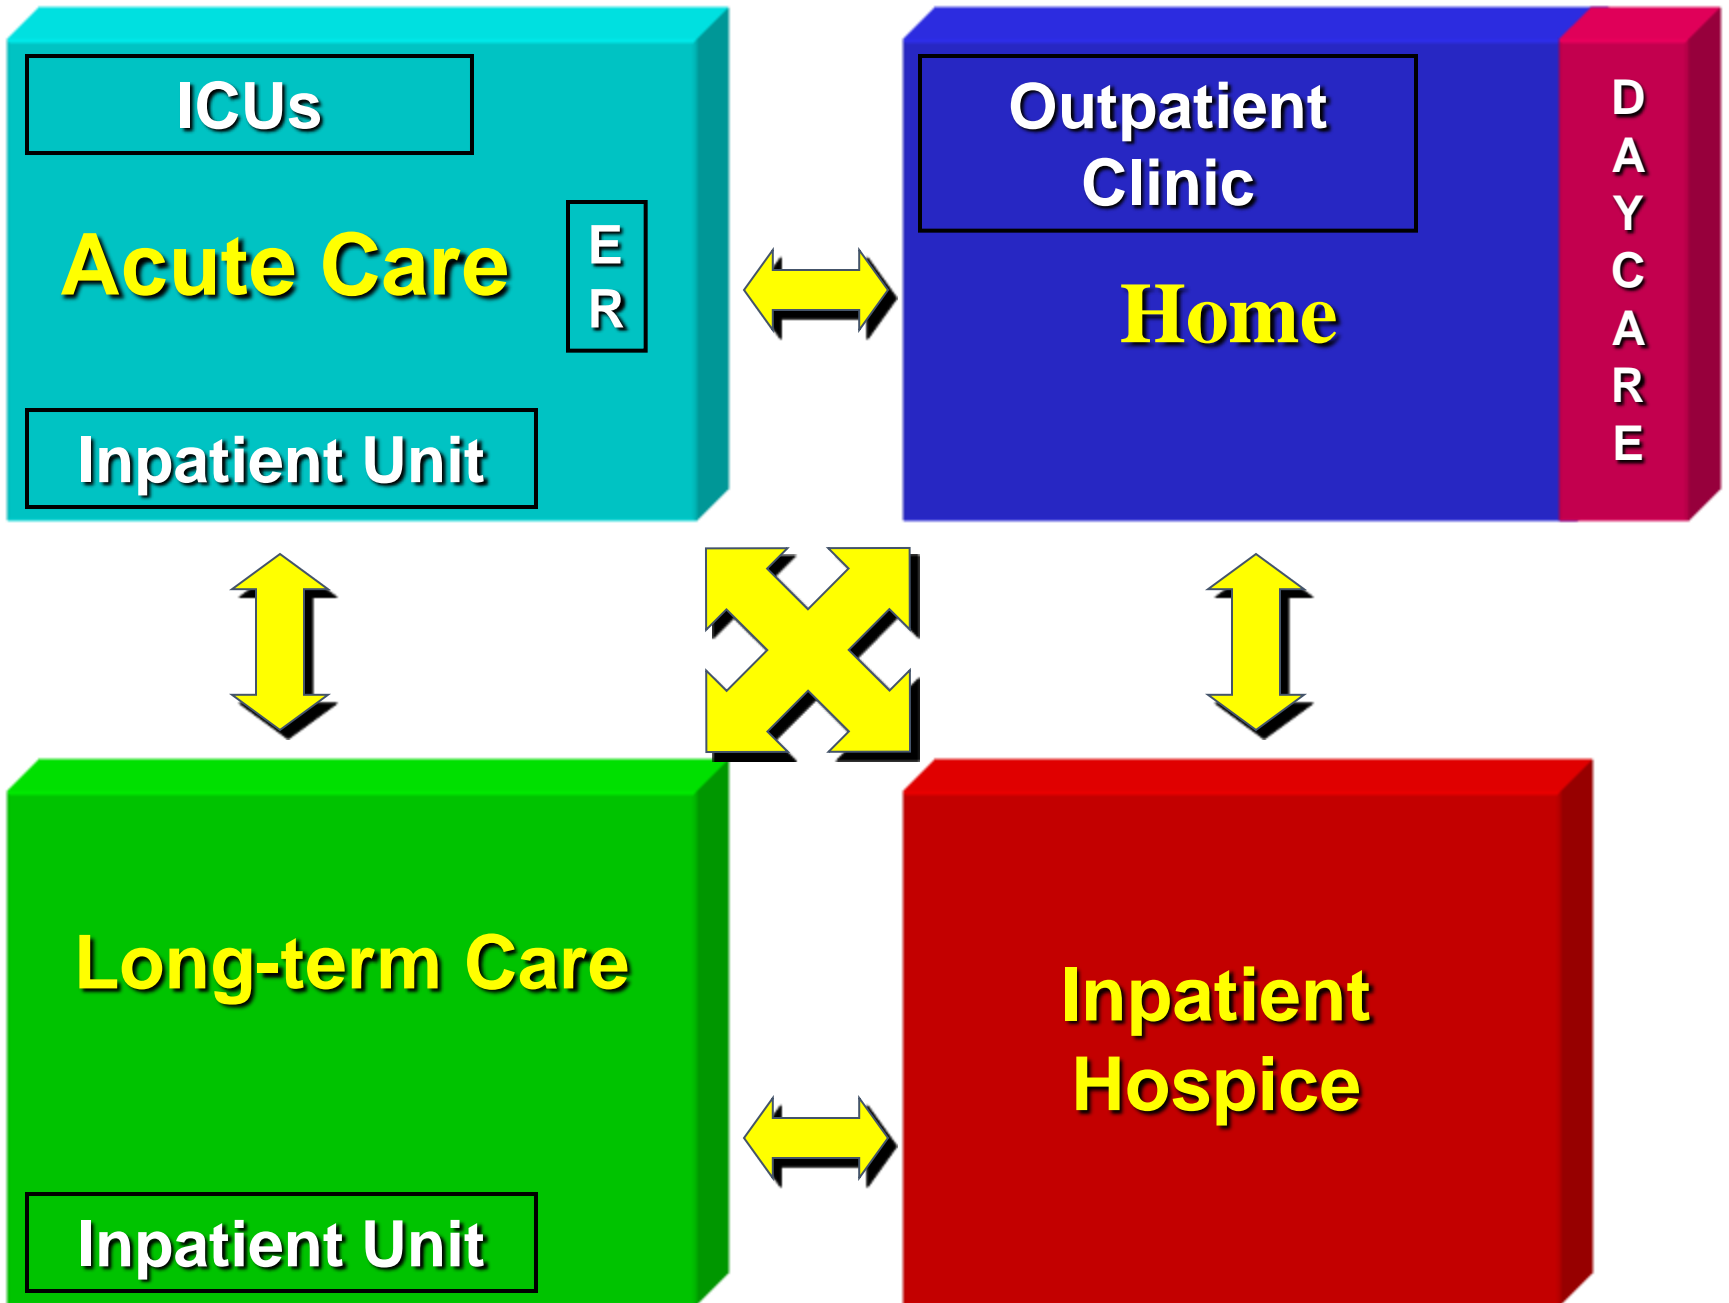 ICUs
Acute Care
E
R
Inpatient Unit
Outpatient
Clinic
Home
D
A
Y
C
A
R
E
Long-term Care
Inpatient Unit
Inpatient
Hospice